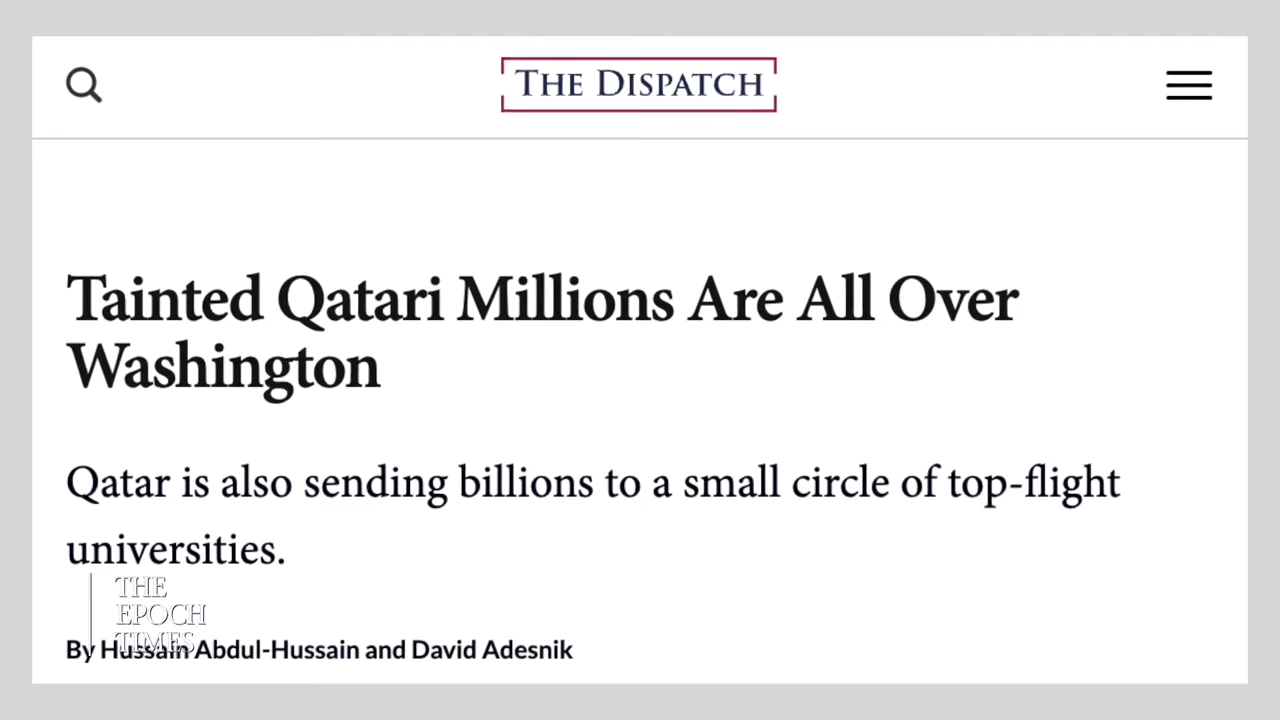 THE DISPATCH
Tainted Qatari Millions Are All Over
Washington
Qatar is also sending billions to a small circle of top-flight
universities.
THE
EPOCH
TIMES
By Hussain Abdul-Hussain and David Adesnik